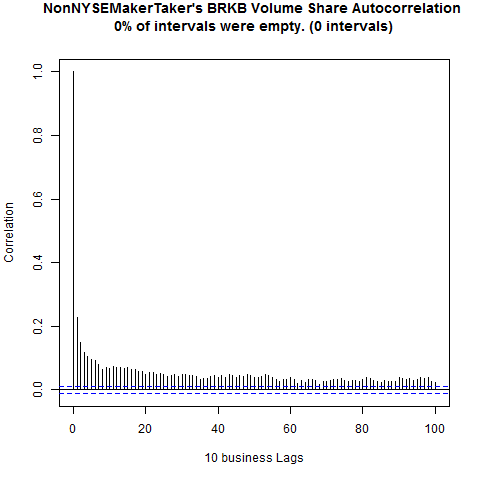 NonNYSEMakerTaker's BRKB Volume Share Autocorrelation
0% of intervals were empty. (0 intervals)
1.0
0.8
0.6
0.4
0.2
0.0
Correlation
0 20 40 60 80 100
10 business Lags